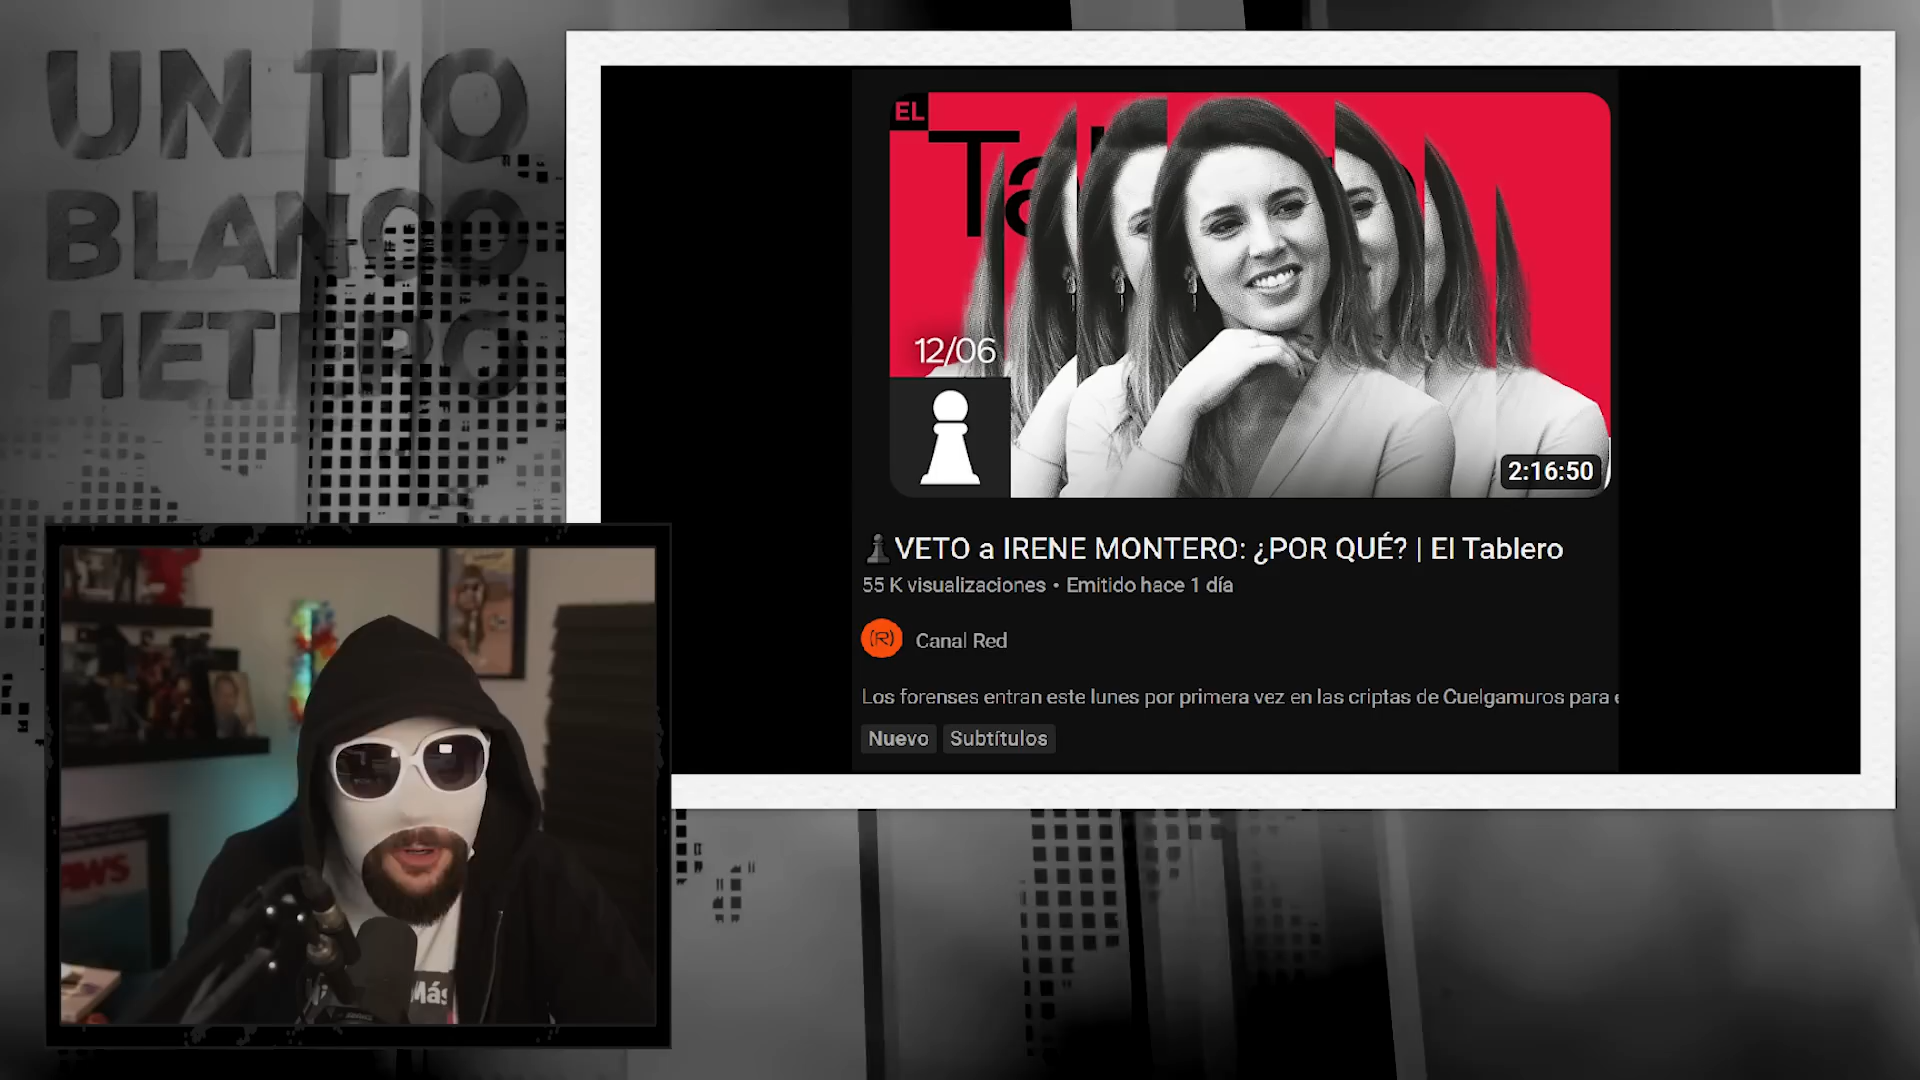 UN TIO
BLANCO
HETERO
EL
Ta
12/06
2:16:50
VETO a IRENE MONTERO: ¿POR QUÉ? | El Tablero
55 K visualizaciones • Emitido hace 1 día
(R)
Canal Red
Los forenses entran este lunes por primera vez en las criptas de Cuelgamuros para
Nuevo
Subtítulos
Más